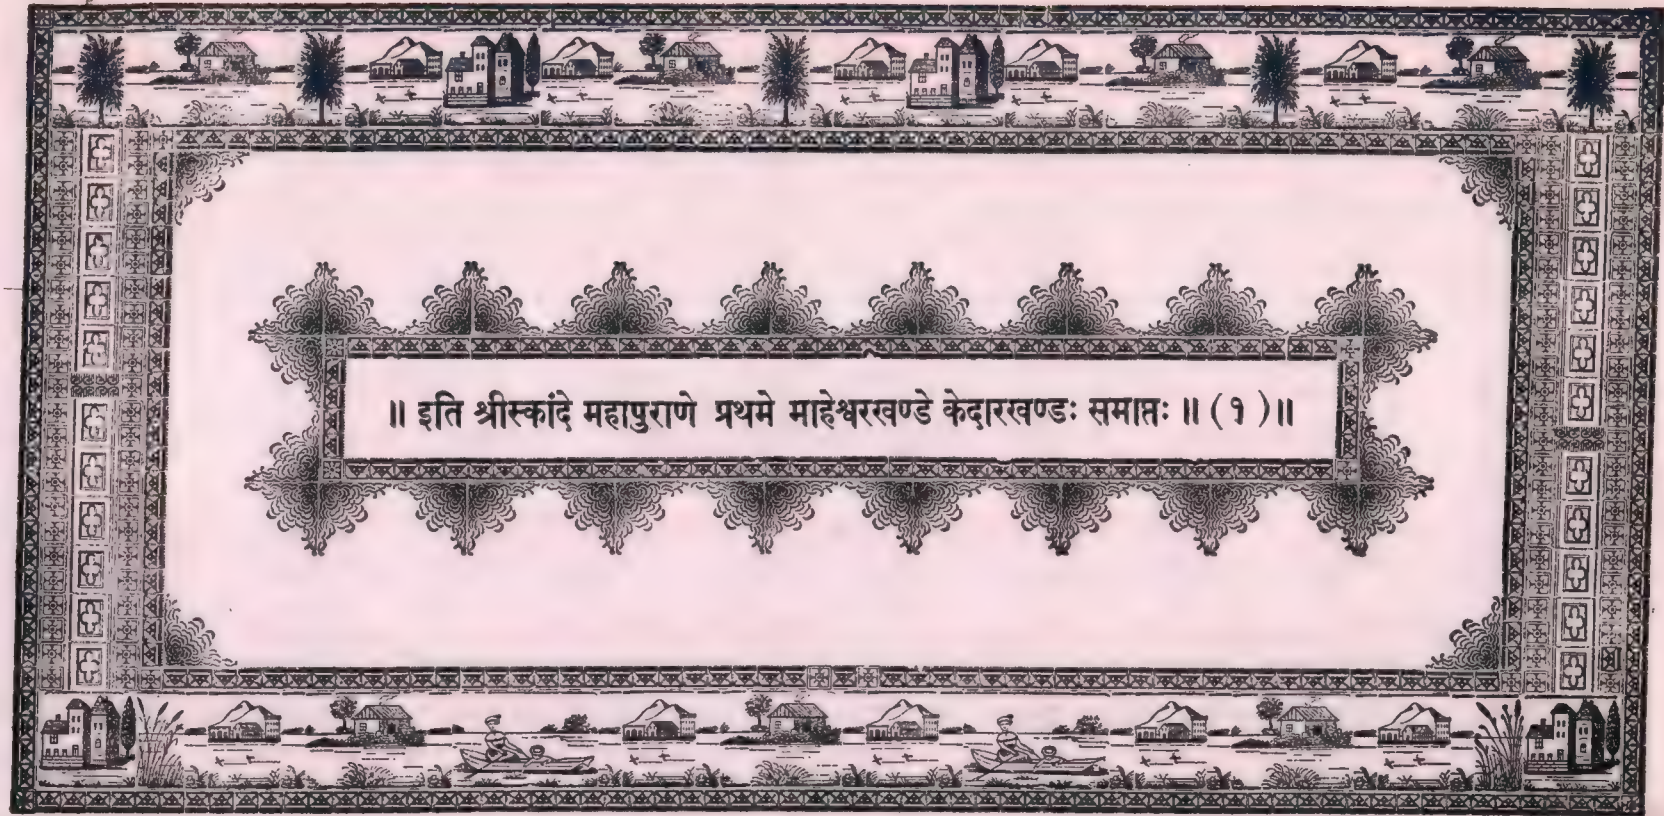 ॥ इति श्रीस्कांदे महापुराणे प्रथमे माहेश्वरखण्डे केदारखण्डः समाप्तः ॥ (१)॥